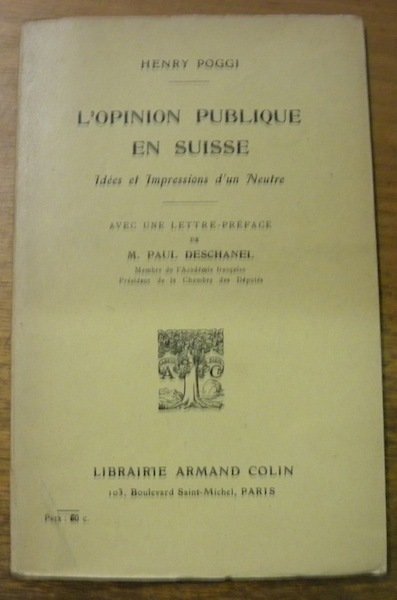 HENRY POGGI
L'OPINION PUBLIQUE
EN SUISSE
Idées et Impressions d'un Neutre
AVEC UNE LETTRE-PRÉFACE
DE
M. PAUL DESCHANEL
Membre de l'Académie française
Président de la Chambre des Députés
A C
LIBRAIRIE ARMAND COLIN
103, Boulevard Saint-Michel, PARIS
Prix : 60 c.